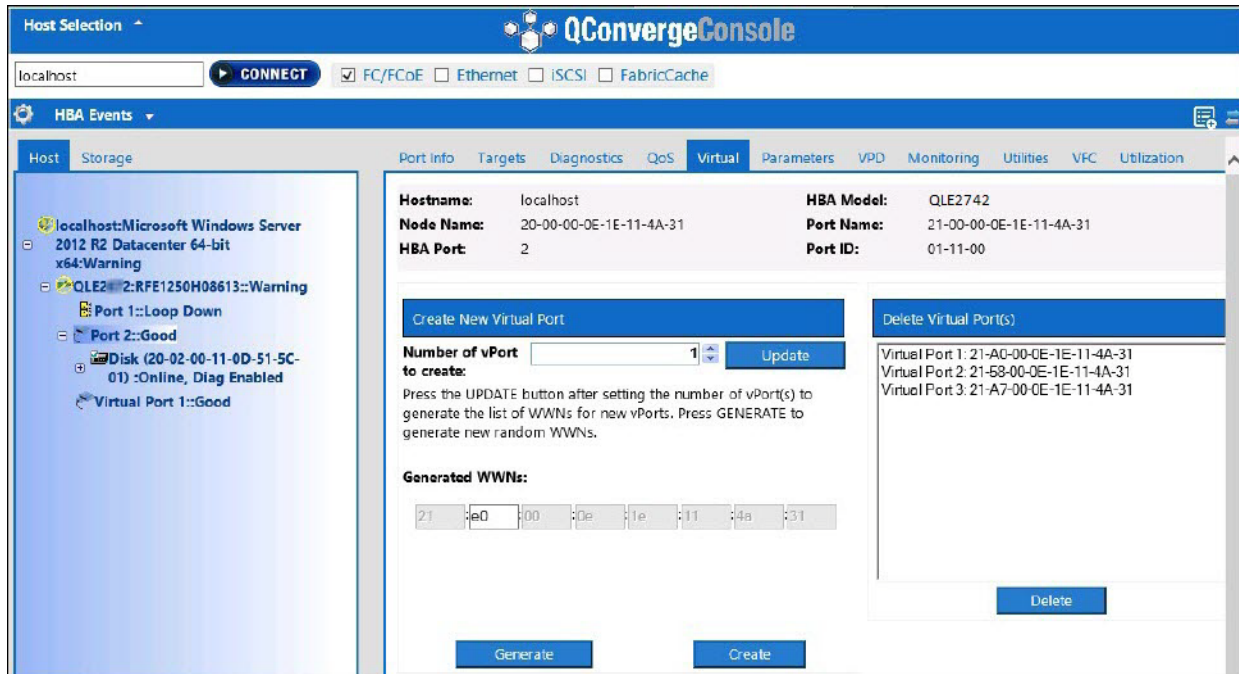 Host Selection
QConvergeConsole
localhost
CONNECT
FC/FCoE
Ethernet
iSCSI
FabricCache
HBA Events
Host
Storage
Port Info
Targets
Diagnostics
QoS
Virtual
Parameters
VPD
Monitoring
Utilities
VFC
Utilization
localhost:Microsoft Windows Server
2012 R2 Datacenter 64-bit
x64:Warning
2:RFE1250H08613::Warning
Port 1::Loop Down
Port 2::Good
Disk (20-02-00-11-0D-51-5C-
01) :Online, Diag Enabled
Virtual Port 1::Good
Hostname: localhost
HBA Model: QLE2742
Node Name: 20-00-00-0E-1E-11-4A-31
Port Name: 21-00-00-0E-1E-11-4A-31
HBA Port: 2
Port ID: 01-11-00
Create New Virtual Port
Number of vPort
to create:
1
Update
Press the UPDATE button after setting the number of vPort(s) to
generate the list of WWNs for new vPorts. Press GENERATE to
generate new random WWNs.
Generated WWNs:
21 :e0 :00 :0e :1e :11 :4a :31
Generate
Create
Delete Virtual Port(s)
Virtual Port 1: 21-A0-00-0E-1E-11-4A-31
Virtual Port 2: 21-58-00-0E-1E-11-4A-31
Virtual Port 3: 21-A7-00-0E-1E-11-4A-31
Delete